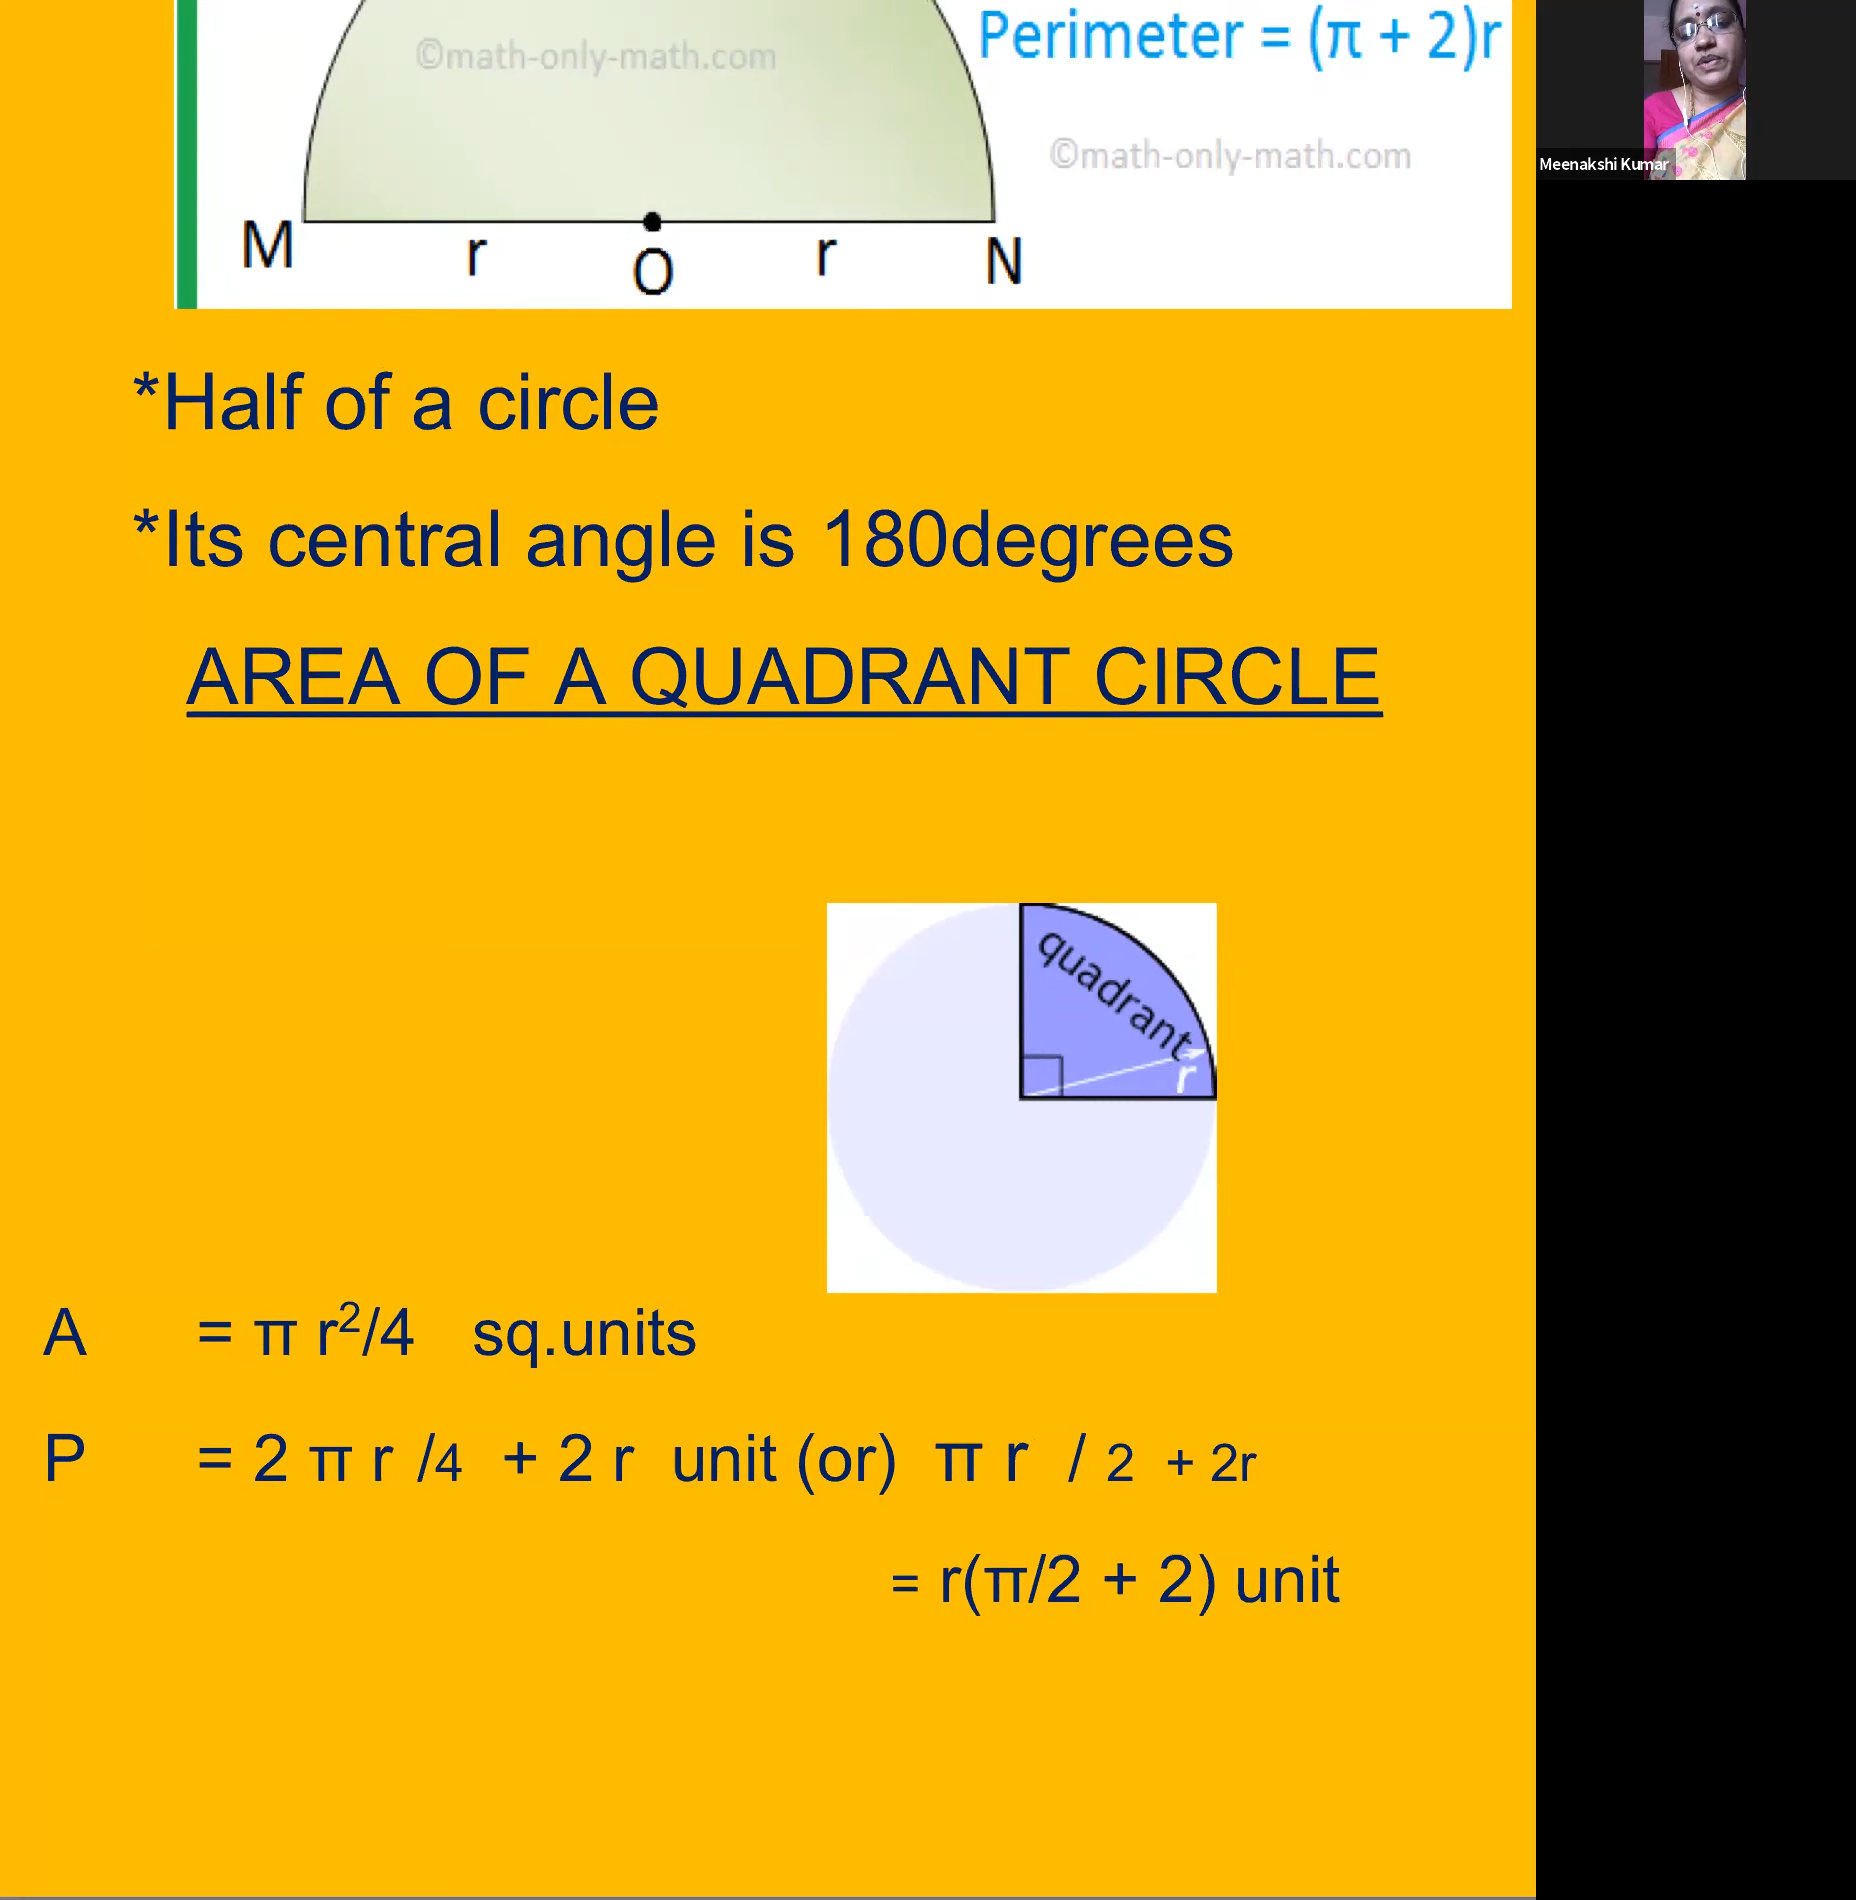 ©math-only-math.com
Perimeter = (π + 2)r
©math-only-math.com
M r O r N
Meenakshi Kumar
*Half of a circle
*Its central angle is 180degrees
AREA OF A QUADRANT CIRCLE
quadrant
r
A = π r²/4 sq.units
P = 2 π r /4 + 2 r unit (or) π r / 2 + 2r
= r(π/2 + 2) unit